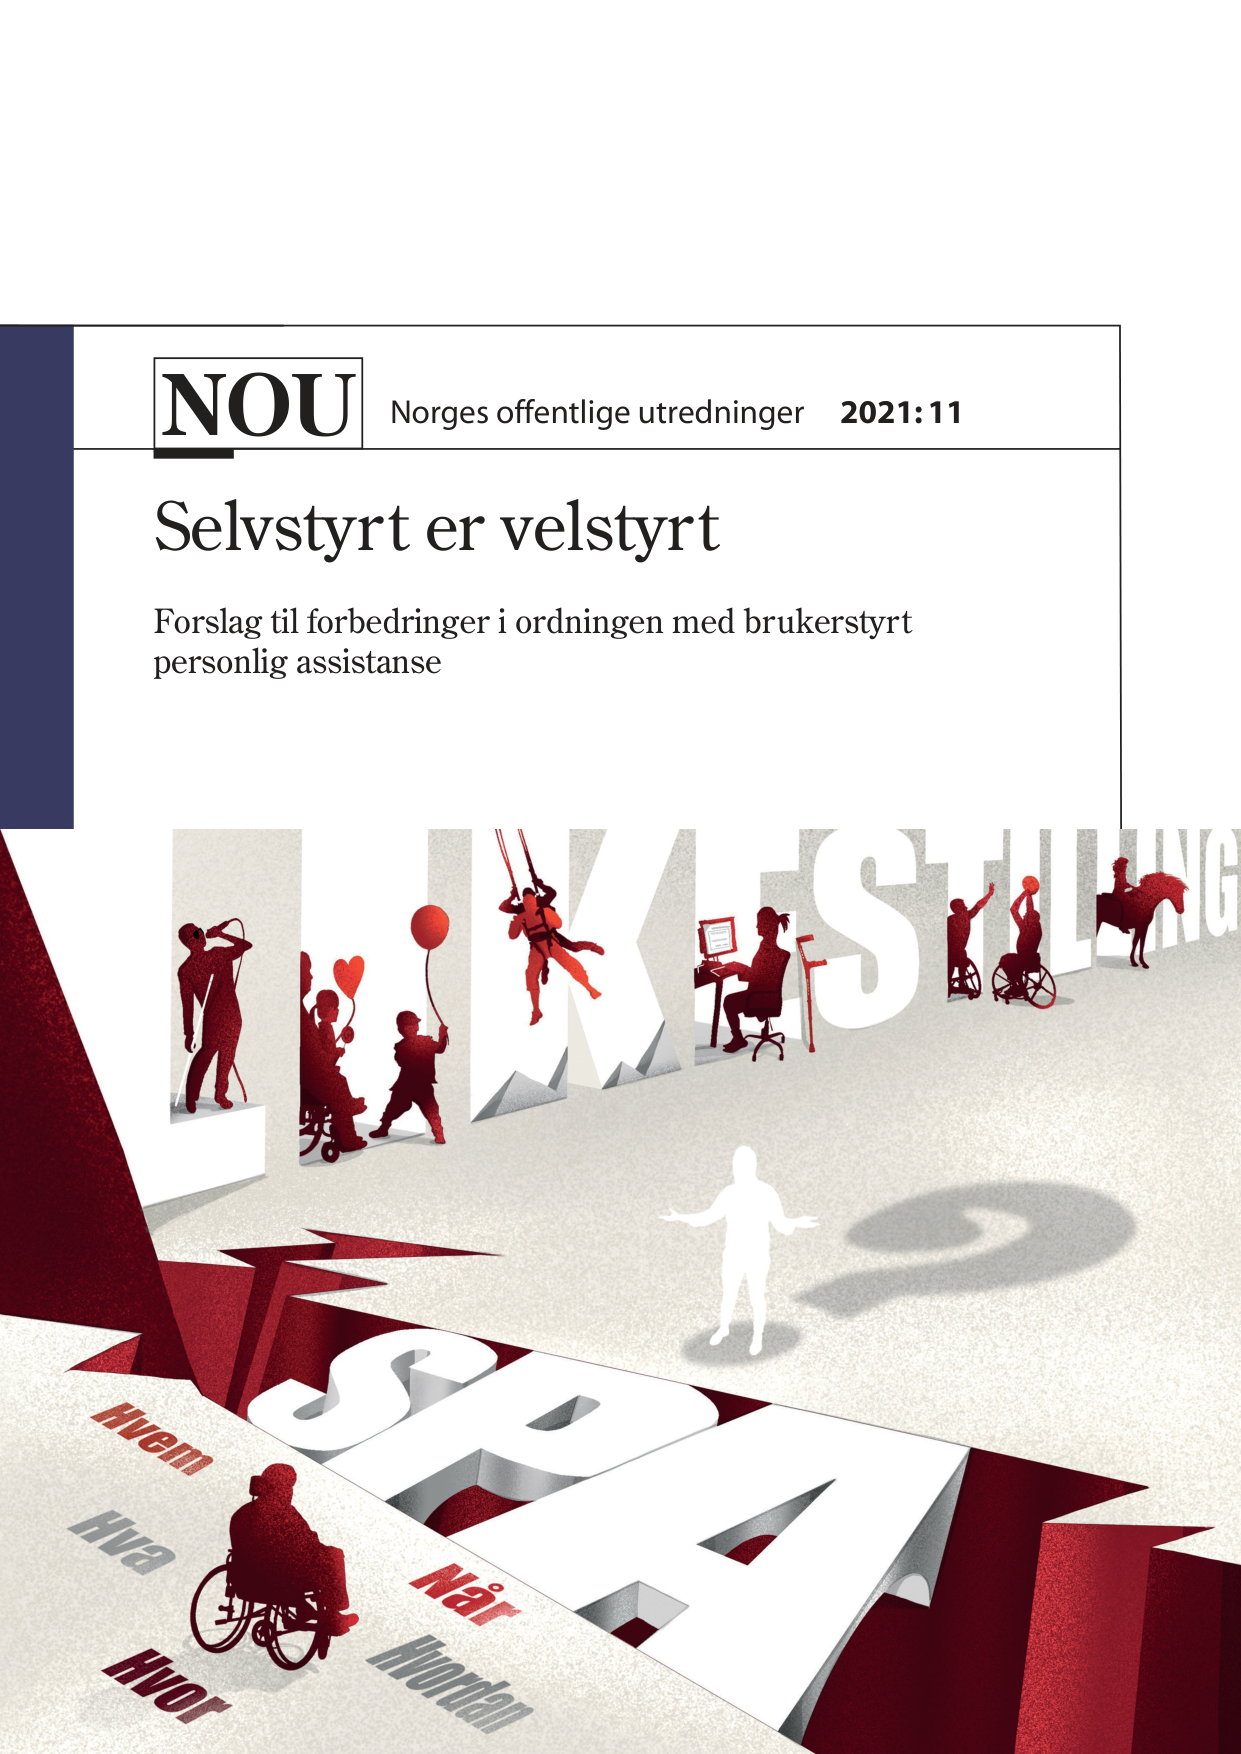 NOU Norges offentlige utredninger 2021: 11
Selvstyrt er velstyrt
Forslag til forbedringer i ordningen med brukerstyrt
personlig assistanse
LIKESTILLING
SPA
Hvem
Hva
Når
Hvor
Hvordan